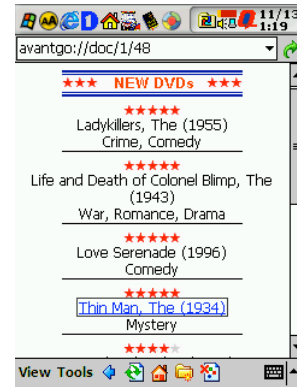 11/13
1:19
avantgo://doc/1/48
★★★ NEW DVDs ★★★
★★★★★
Ladykillers, The (1955)
Crime, Comedy
★★★★★
Life and Death of Colonel Blimp, The
(1943)
War, Romance, Drama
★★★★★
Love Serenade (1996)
Comedy
★★★★★
Thin Man, The (1934)
Mystery
★★★★★
View Tools